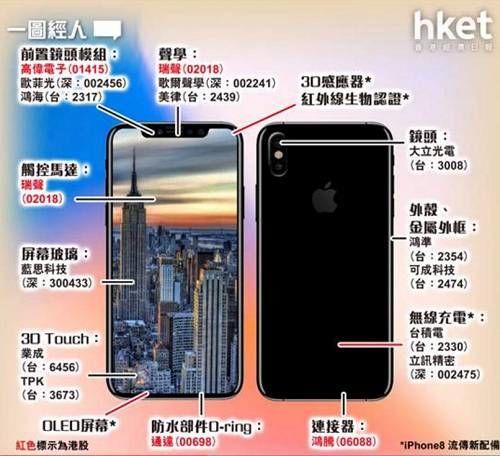 一圖經人
hket
香港經濟日報
前置鏡頭模組：
高偉電子(01415)
歐菲光(深：002456)
鴻海(台：2317)
聲學：
瑞聲(02018)
歌爾聲學(深：002241)
美律(台：2439)
3D感應器*
紅外線生物認證*
鏡頭：
大立光電
(台：3008)
觸控馬達：
瑞聲
(02018)
外殼、
金屬外框：
鴻準
(台：2354)
可成科技
(台：2474)
屏幕玻璃：
藍思科技
(深：300433)
無線充電*：
台積電
(台：2330)
立訊精密
(深：002475)
3D Touch：
業成
(台：6456)
TPK
(台：3673)
OLED屏幕*
防水部件O-ring：
通達(00698)
連接器：
鴻騰(06088)
紅色標示為港股
*iPhone8 流傳新配備